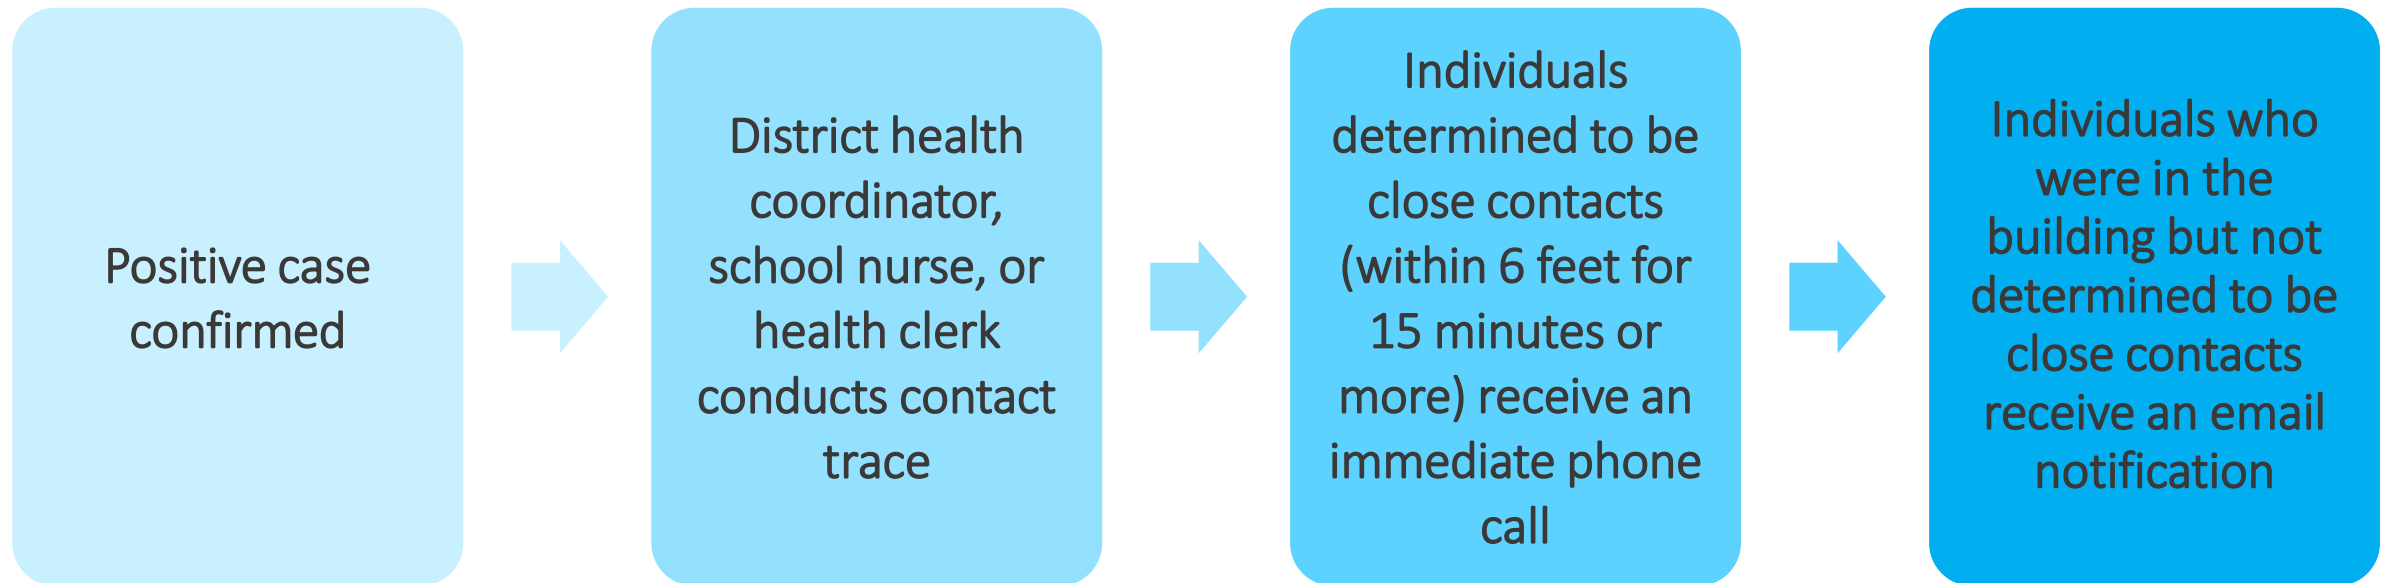 Positive case
confirmed
District health
coordinator,
school nurse, or
health clerk
conducts contact
trace
Individuals
determined to be
close contacts
(within 6 feet for
15 minutes or
more) receive an
immediate phone
call
Individuals who
were in the
building but not
determined to be
close contacts
receive an email
notification